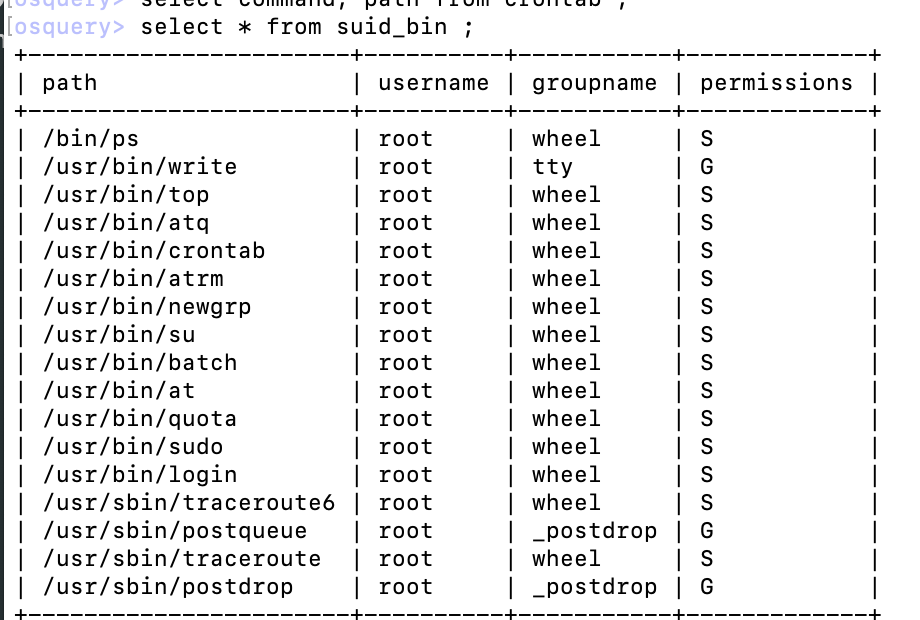 [osquery> select command, path from crontab ;
[osquery> select * from suid_bin ;
+------------------------+----------+-----------+-------------+
| path                   | username | groupname | permissions |
+------------------------+----------+-----------+-------------+
| /bin/ps                | root     | wheel     | S           |
| /usr/bin/write         | root     | tty       | G           |
| /usr/bin/top           | root     | wheel     | S           |
| /usr/bin/atq           | root     | wheel     | S           |
| /usr/bin/crontab       | root     | wheel     | S           |
| /usr/bin/atrm          | root     | wheel     | S           |
| /usr/bin/newgrp        | root     | wheel     | S           |
| /usr/bin/su            | root     | wheel     | S           |
| /usr/bin/batch         | root     | wheel     | S           |
| /usr/bin/at            | root     | wheel     | S           |
| /usr/bin/quota         | root     | wheel     | S           |
| /usr/bin/sudo          | root     | wheel     | S           |
| /usr/bin/login         | root     | wheel     | S           |
| /usr/sbin/traceroute6  | root     | wheel     | S           |
| /usr/sbin/postqueue    | root     | _postdrop | G           |
| /usr/sbin/traceroute   | root     | wheel     | S           |
| /usr/sbin/postdrop     | root     | _postdrop | G           |
+------------------------+----------+-----------+-------------+